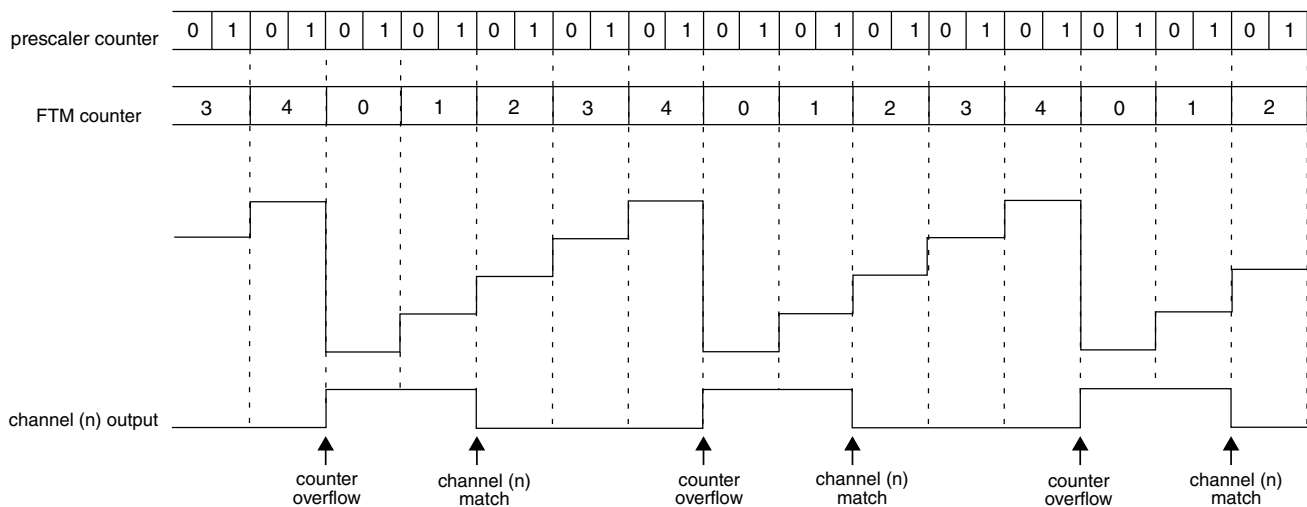 prescaler counter 0 1 0 1 0 1 0 1 0 1 0 1 0 1 0 1 0 1 0 1 0 1 0 1 0 1 0 1 0 1
FTM counter 3 4 0 1 2 3 4 0 1 2 3 4 0 1 2
channel (n) output
counter overflow
channel (n) match
counter overflow
channel (n) match
counter overflow
channel (n) match